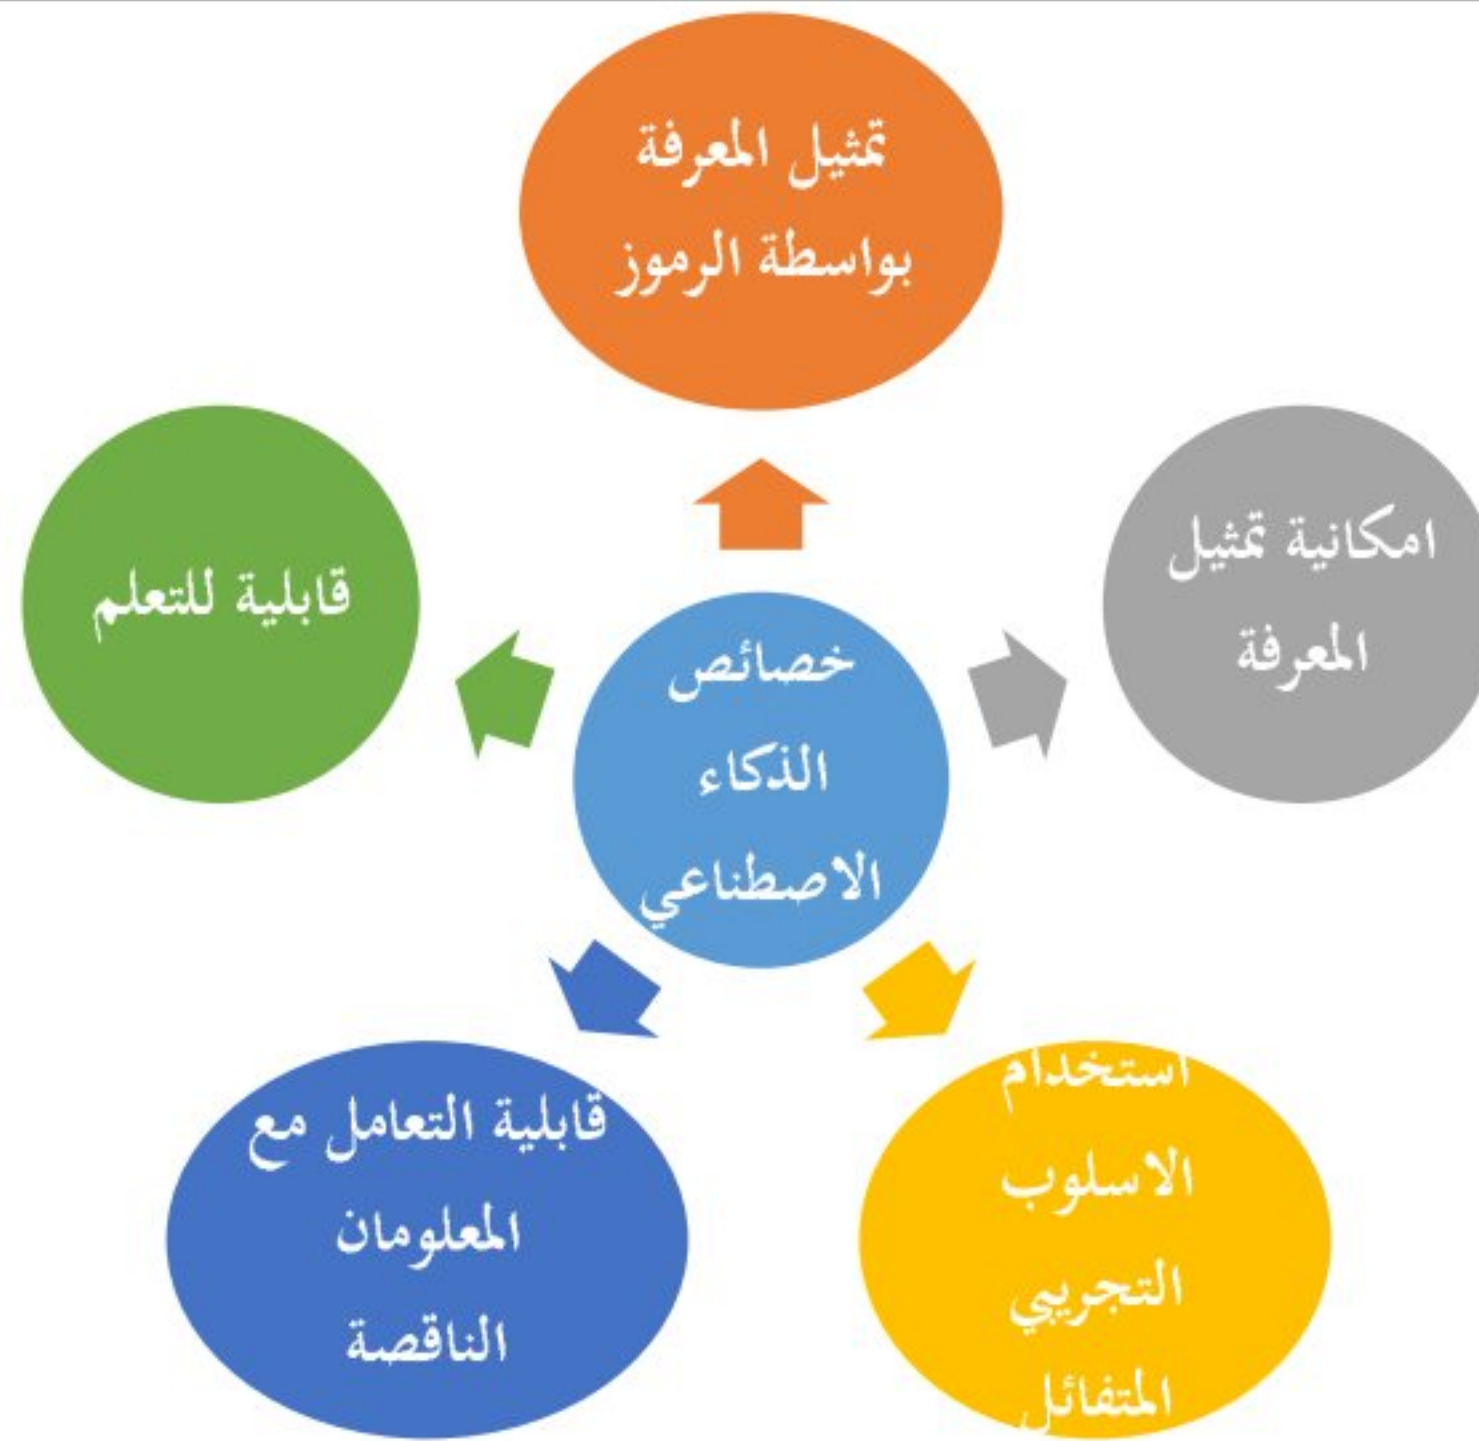 تمثيل المعرفة
بواسطة الرموز
امكانية تمثيل
المعرفة
قابلية للتعلم
خصائص
الذكاء
الاصطناعي
استخدام
الاسلوب
التجريبي
المتفائل
قابلية التعامل مع
المعلومان
الناقصة